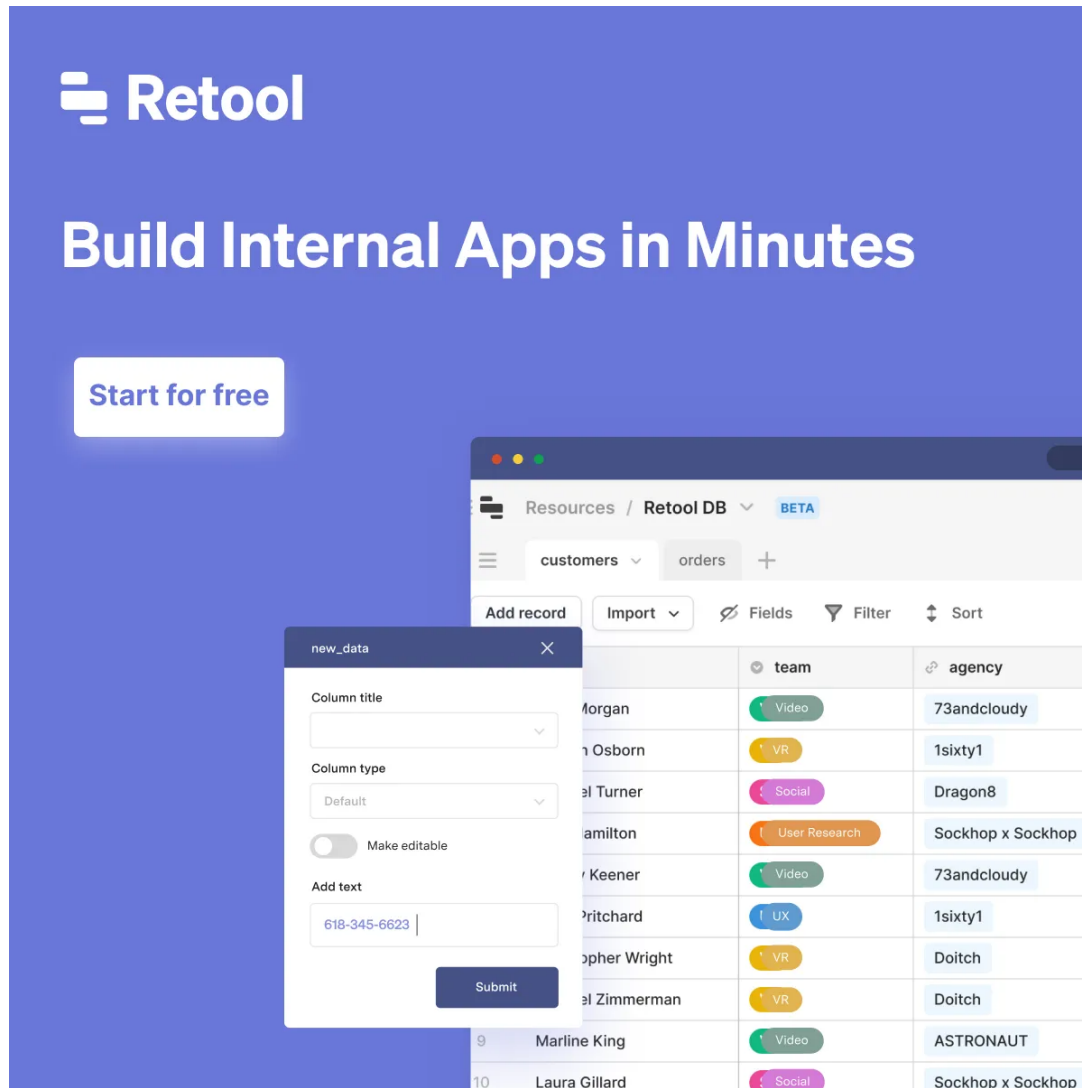 Retool
Build Internal Apps in Minutes
Start for free
Resources / Retool DB BETA
customers orders
Add record Import Fields Filter Sort
team agency
Morgan Video 73andcloudy
Osborn VR 1sixty1
Turner Social Dragon8
User Research Sockhop x Sockhop
Keener Video 73andcloudy
Pritchard UX 1sixty1
Wright VR Doitch
Zimmerman VR Doitch
9 Marline King Video ASTRONAUT
10 Laura Gillard Social Sockhop x Sockhop
new_data
Column title
Column type
Default
Make editable
Add text
618-345-6623
Submit